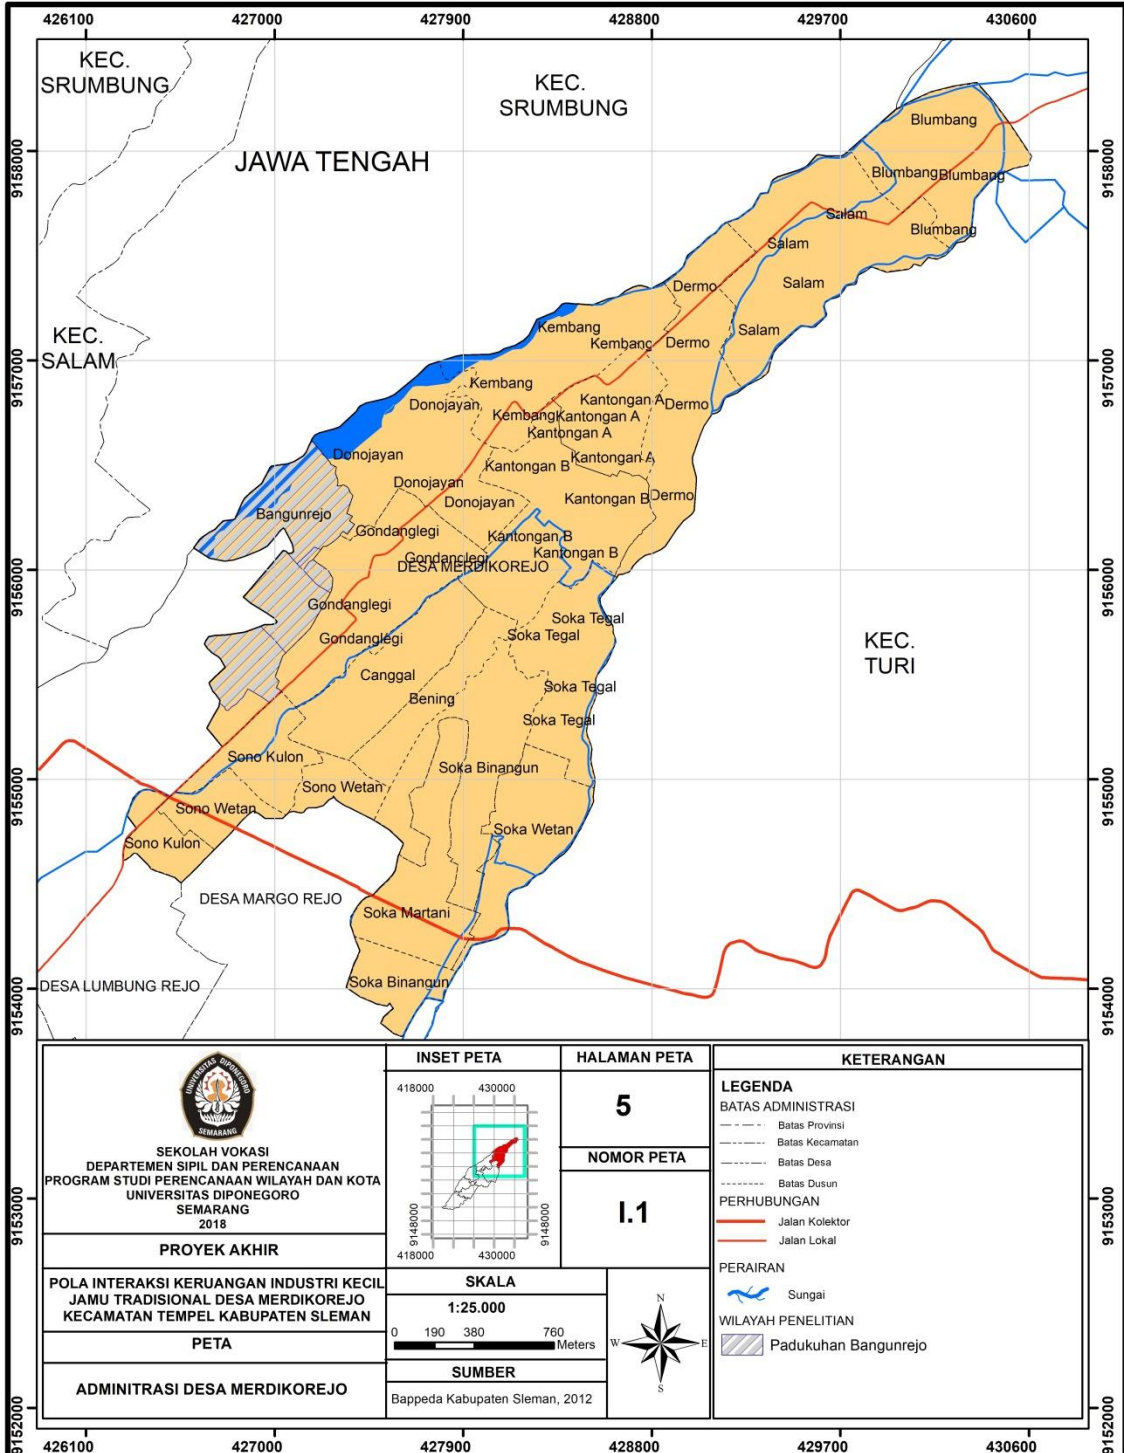 426100 427000 427900 428800 429700 430600
KEC.
SRUMBUNG
KEC.
SRUMBUNG
JAWA TENGAH
9158000
9158000
Blumbang
Blumbang
Blumbang
Salam
Blumbang
Salam
Salam
Dermo
KEC.
SALAM
Kembang
Salam
Kembang
Dermo
9157000
9157000
Kembang
Donojayan
Kantongan A
Dermo
Kembang
Kantongan A
Kantongan A
Donojayan
Kantongan A
Kantongan B
Donojayan
Donojayan
Kantongan B
Dermo
Bangunrejo
Gondanglegi
Kantongan B
Kantongan B
Gondanglegi
DESA MERDIKOREJO
9156000
9156000
Gondanglegi
Soka Tegal
Gondanglegi
Soka Tegal
KEC.
TURI
Canggal
Soka Tegal
Bening
Soka Tegal
Sono Kulon
Soka Binangun
9155000
9155000
Sono Wetan
Sono Wetan
Soka Wetan
Sono Kulon
DESA MARGO REJO
Soka Martani
Soka Binangun
DESA LUMBUNG REJO
9154000
9154000
UNIVERSITAS DIPONEGORO
SEMARANG
SEKOLAH VOKASI
DEPARTEMEN SIPIL DAN PERENCANAAN
PROGRAM STUDI PERENCANAAN WILAYAH DAN KOTA
UNIVERSITAS DIPONEGORO
SEMARANG
2018
PROYEK AKHIR
POLA INTERAKSI KERUANGAN INDUSTRI KECIL
JAMU TRADISIONAL DESA MERDIKOREJO
KECAMATAN TEMPEL KABUPATEN SLEMAN
PETA
ADMINITRASI DESA MERDIKOREJO
INSET PETA
418000 430000
9148000
9148000
418000 430000
HALAMAN PETA
5
NOMOR PETA
I.1
SKALA
1:25.000
0 190 380 760
Meters
SUMBER
Bappeda Kabupaten Sleman, 2012
N
W E
S
KETERANGAN
LEGENDA
BATAS ADMINISTRASI
Batas Provinsi
Batas Kecamatan
Batas Desa
Batas Dusun
PERHUBUNGAN
Jalan Kolektor
Jalan Lokal
PERAIRAN
Sungai
WILAYAH PENELITIAN
Padukuhan Bangunrejo
9153000
9153000
9152000
9152000
426100 427000 427900 428800 429700 430600